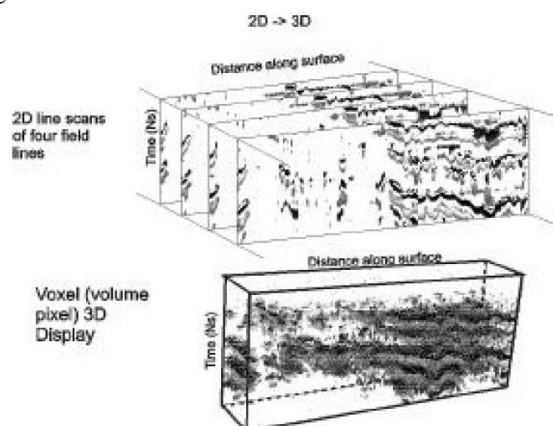 2D -> 3D
Distance along surface
2D line scans
of four field
lines
Time (Ns)
Distance along surface
Voxel (volume
pixel) 3D
Display
Time (Ns)